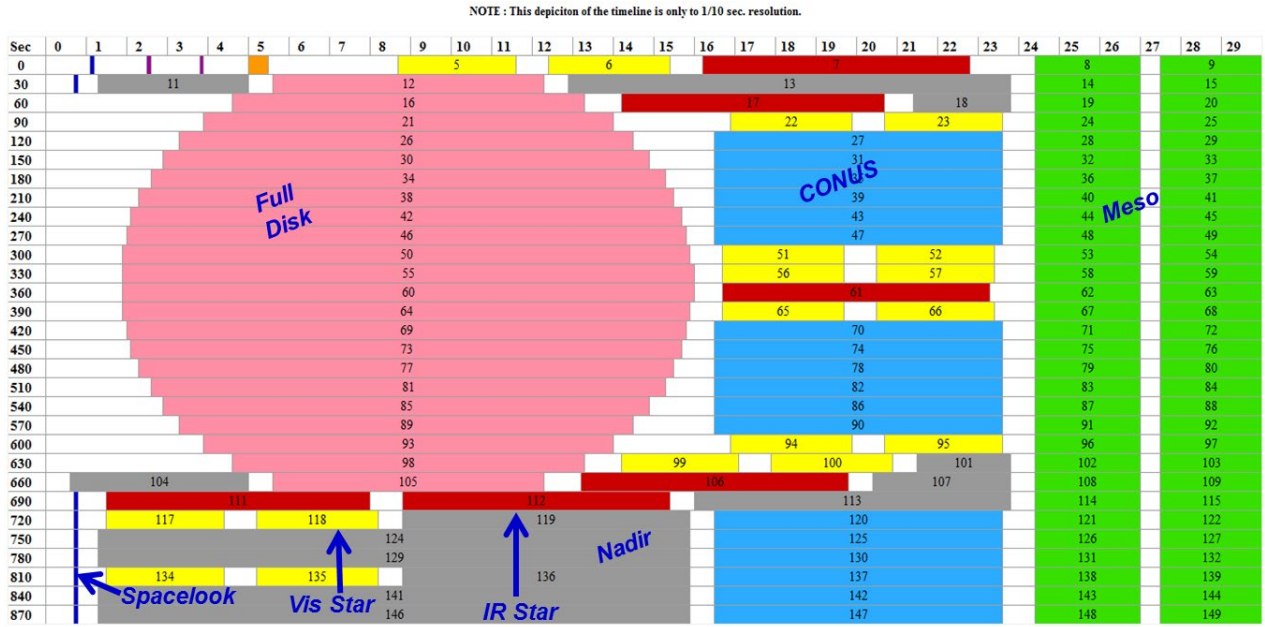 NOTE : This depiciton of the timeline is only to 1/10 sec. resolution.
Sec 0 1 2 3 4 5 6 7 8 9 10 11 12 13 14 15 16 17 18 19 20 21 22 23 24 25 26 27 28 29
0 5 6 7 8 9
30 11 12 13 14 15
60 16 17 18 19 20
90 21 22 23 24 25
120 26 27 28 29
150 30 31 32 33
180 34 35 36 37
210 38 39 40 41
240 42 43 44 45
270 46 47 48 49
300 50 51 52 53 54
330 55 56 57 58 59
360 60 61 62 63
390 64 65 66 67 68
420 69 70 71 72
450 73 74 75 76
480 77 78 79 80
510 81 82 83 84
540 85 86 87 88
570 89 90 91 92
600 93 94 95 96 97
630 98 99 100 101 102 103
660 104 105 106 107 108 109
690 111 112 113 114 115
720 117 118 119 120 121 122
750 124 125 126 127
780 129 130 131 132
810 134 135 136 137 138 139
840 141 142 143 144
870 146 147 148 149
Full
Disk
CONUS
Meso
Nadir
Spacelook
Vis Star
IR Star